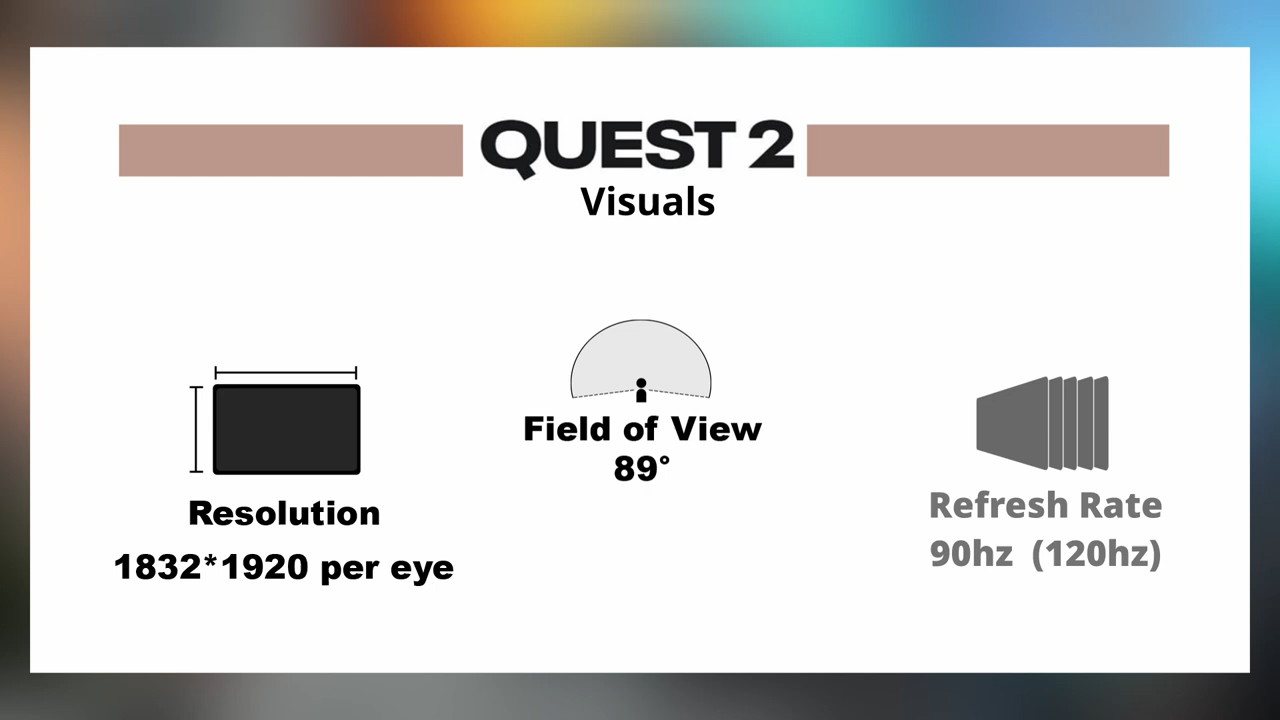 QUEST 2
Visuals
Resolution
1832*1920 per eye
Field of View
89°
Refresh Rate
90hz (120hz)